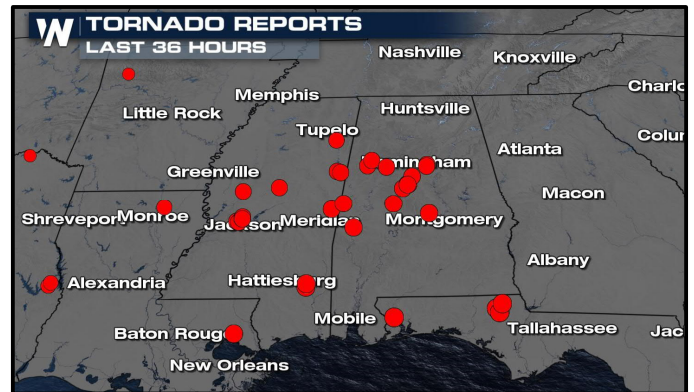 W TORNADO REPORTS
LAST 36 HOURS
Nashville
Knoxville
Memphis
Huntsville
Little Rock
Tupelo
Atlanta
Greenville
Macon
Shreveport
Monroe
Jackson
Montgomery
Albany
Alexandria
Hattiesburg
Mobile
Tallahassee
Baton Rouge
New Orleans